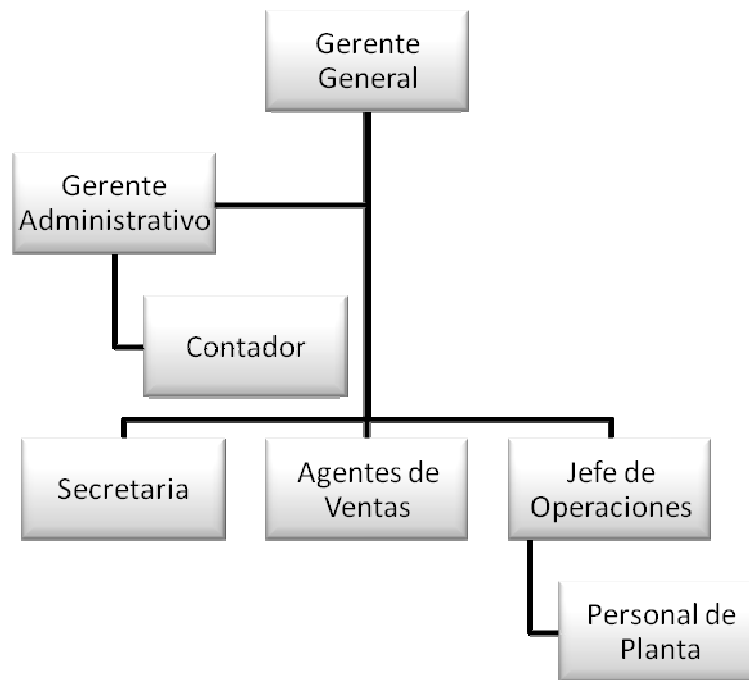 Gerente
General
Gerente
Administrativo
Contador
Secretaria
Agentes de
Ventas
Jefe de
Operaciones
Personal de
Planta